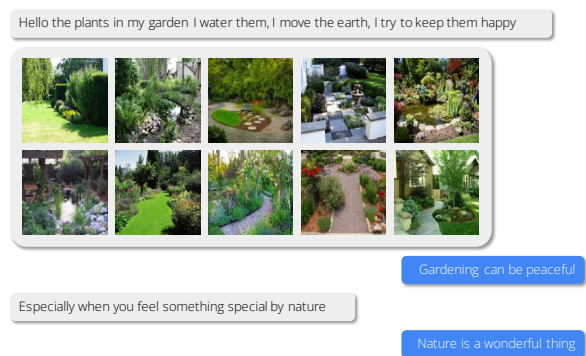 Hello the plants in my garden I water them, I move the earth, I try to keep them happy
Gardening can be peaceful
Especially when you feel something special by nature
Nature is a wonderful thing